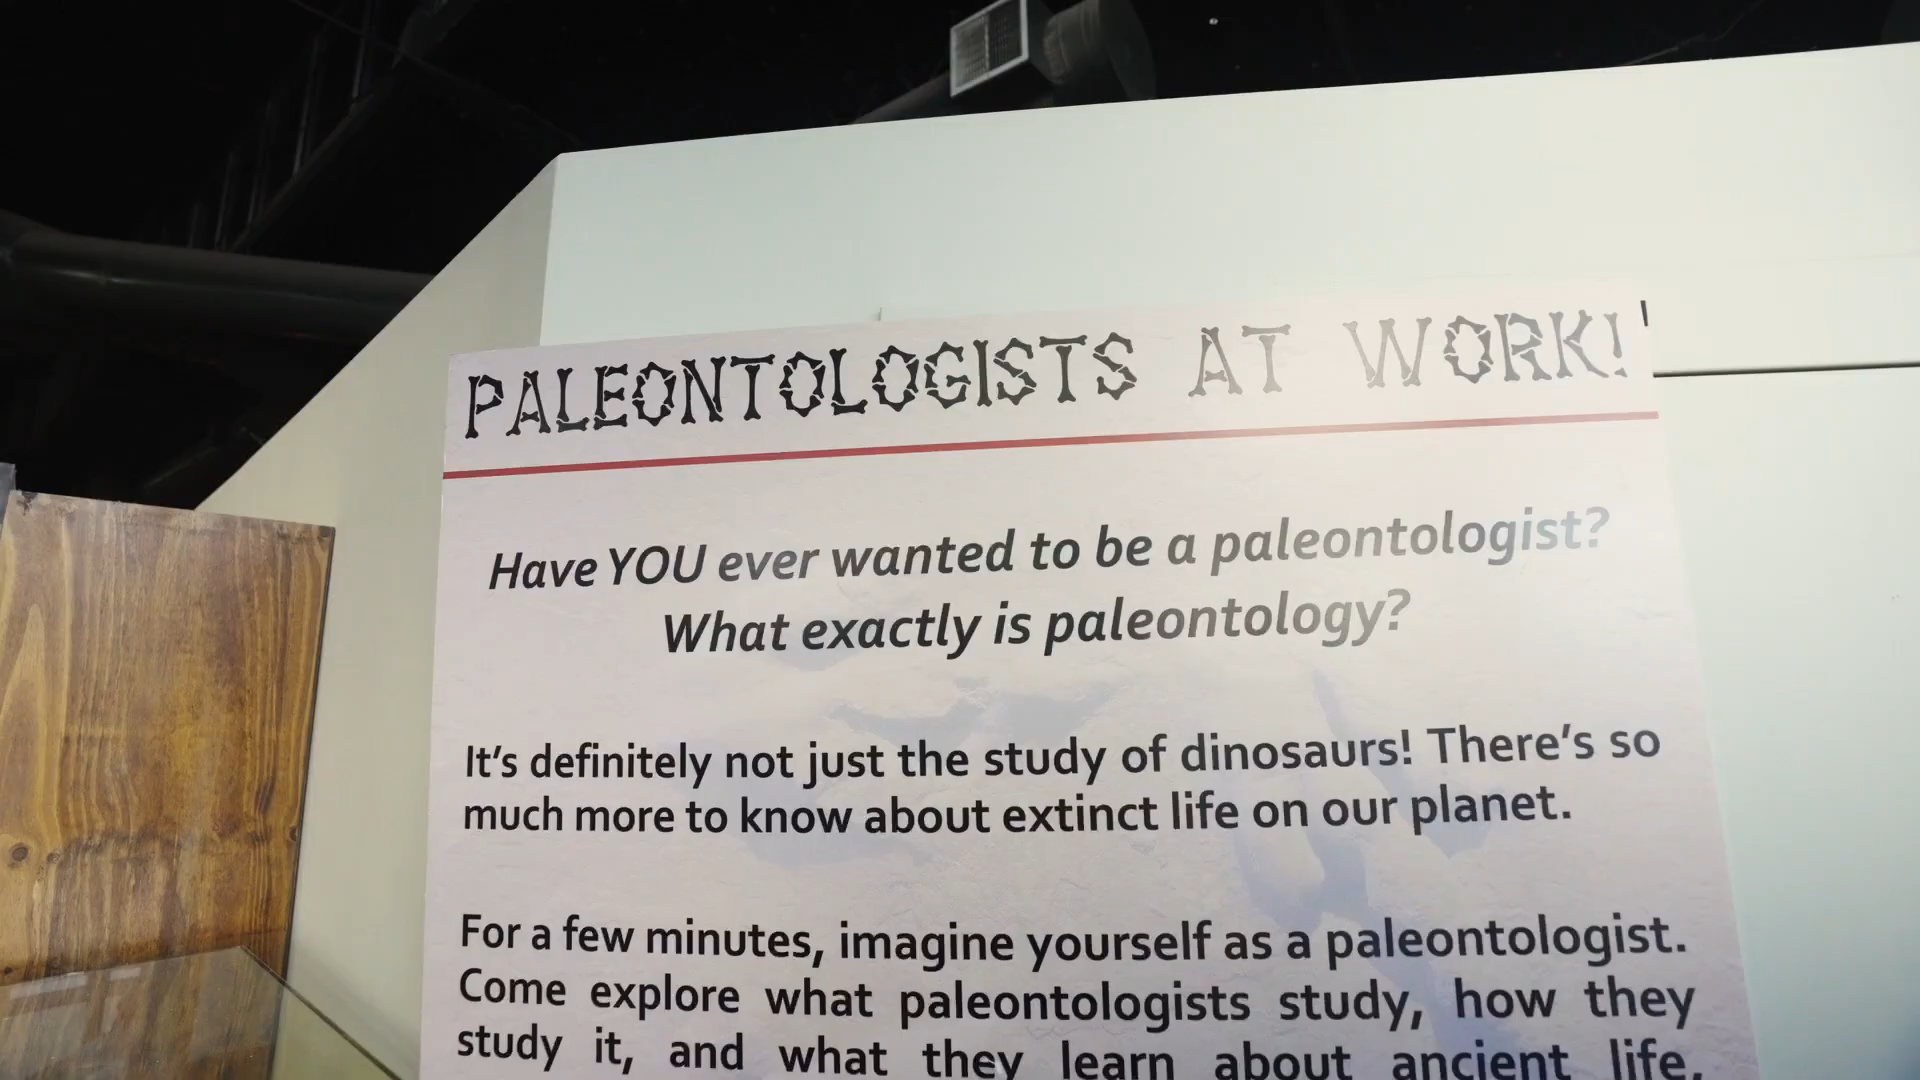 PALEONTOLOGISTS AT WORK!
Have YOU ever wanted to be a paleontologist?
What exactly is paleontology?
It's definitely not just the study of dinosaurs! There's so
much more to know about extinct life on our planet.
For a few minutes, imagine yourself as a paleontologist.
Come explore what paleontologists study, how they
study it, and what they learn about ancient life.